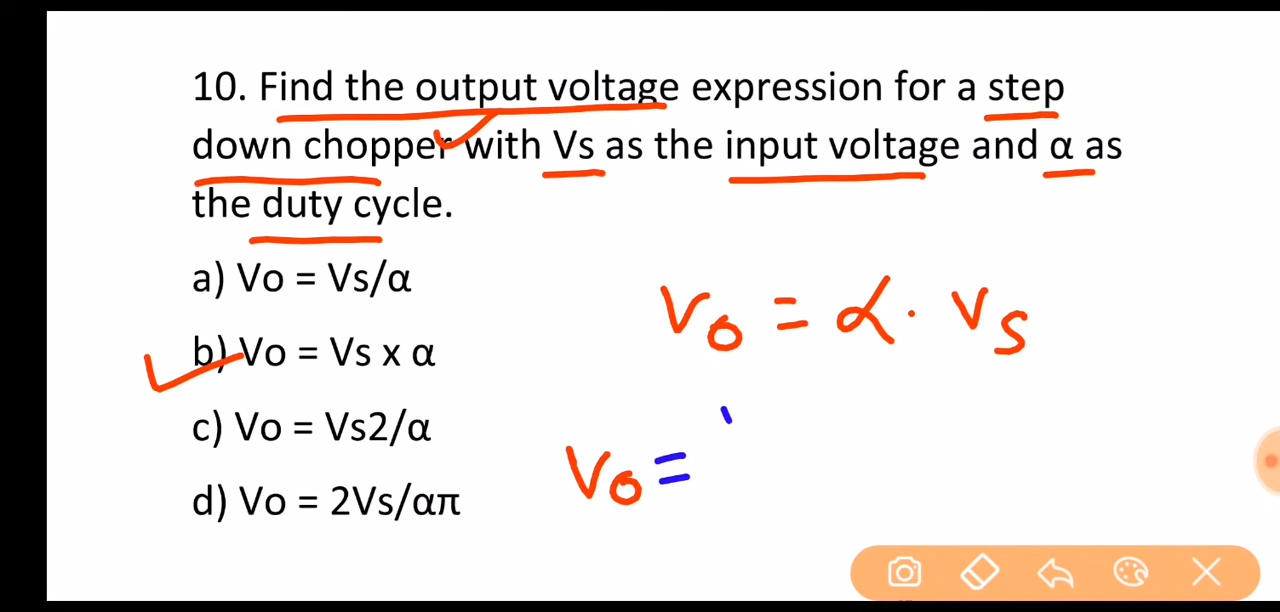 10. Find the output voltage expression for a step
down chopper with Vs as the input voltage and α as
the duty cycle.
a) Vo = Vs/α
b) Vo = Vs x α
c) Vo = Vs2/α
d) Vo = 2Vs/απ
Vo = α . Vs
Vo =